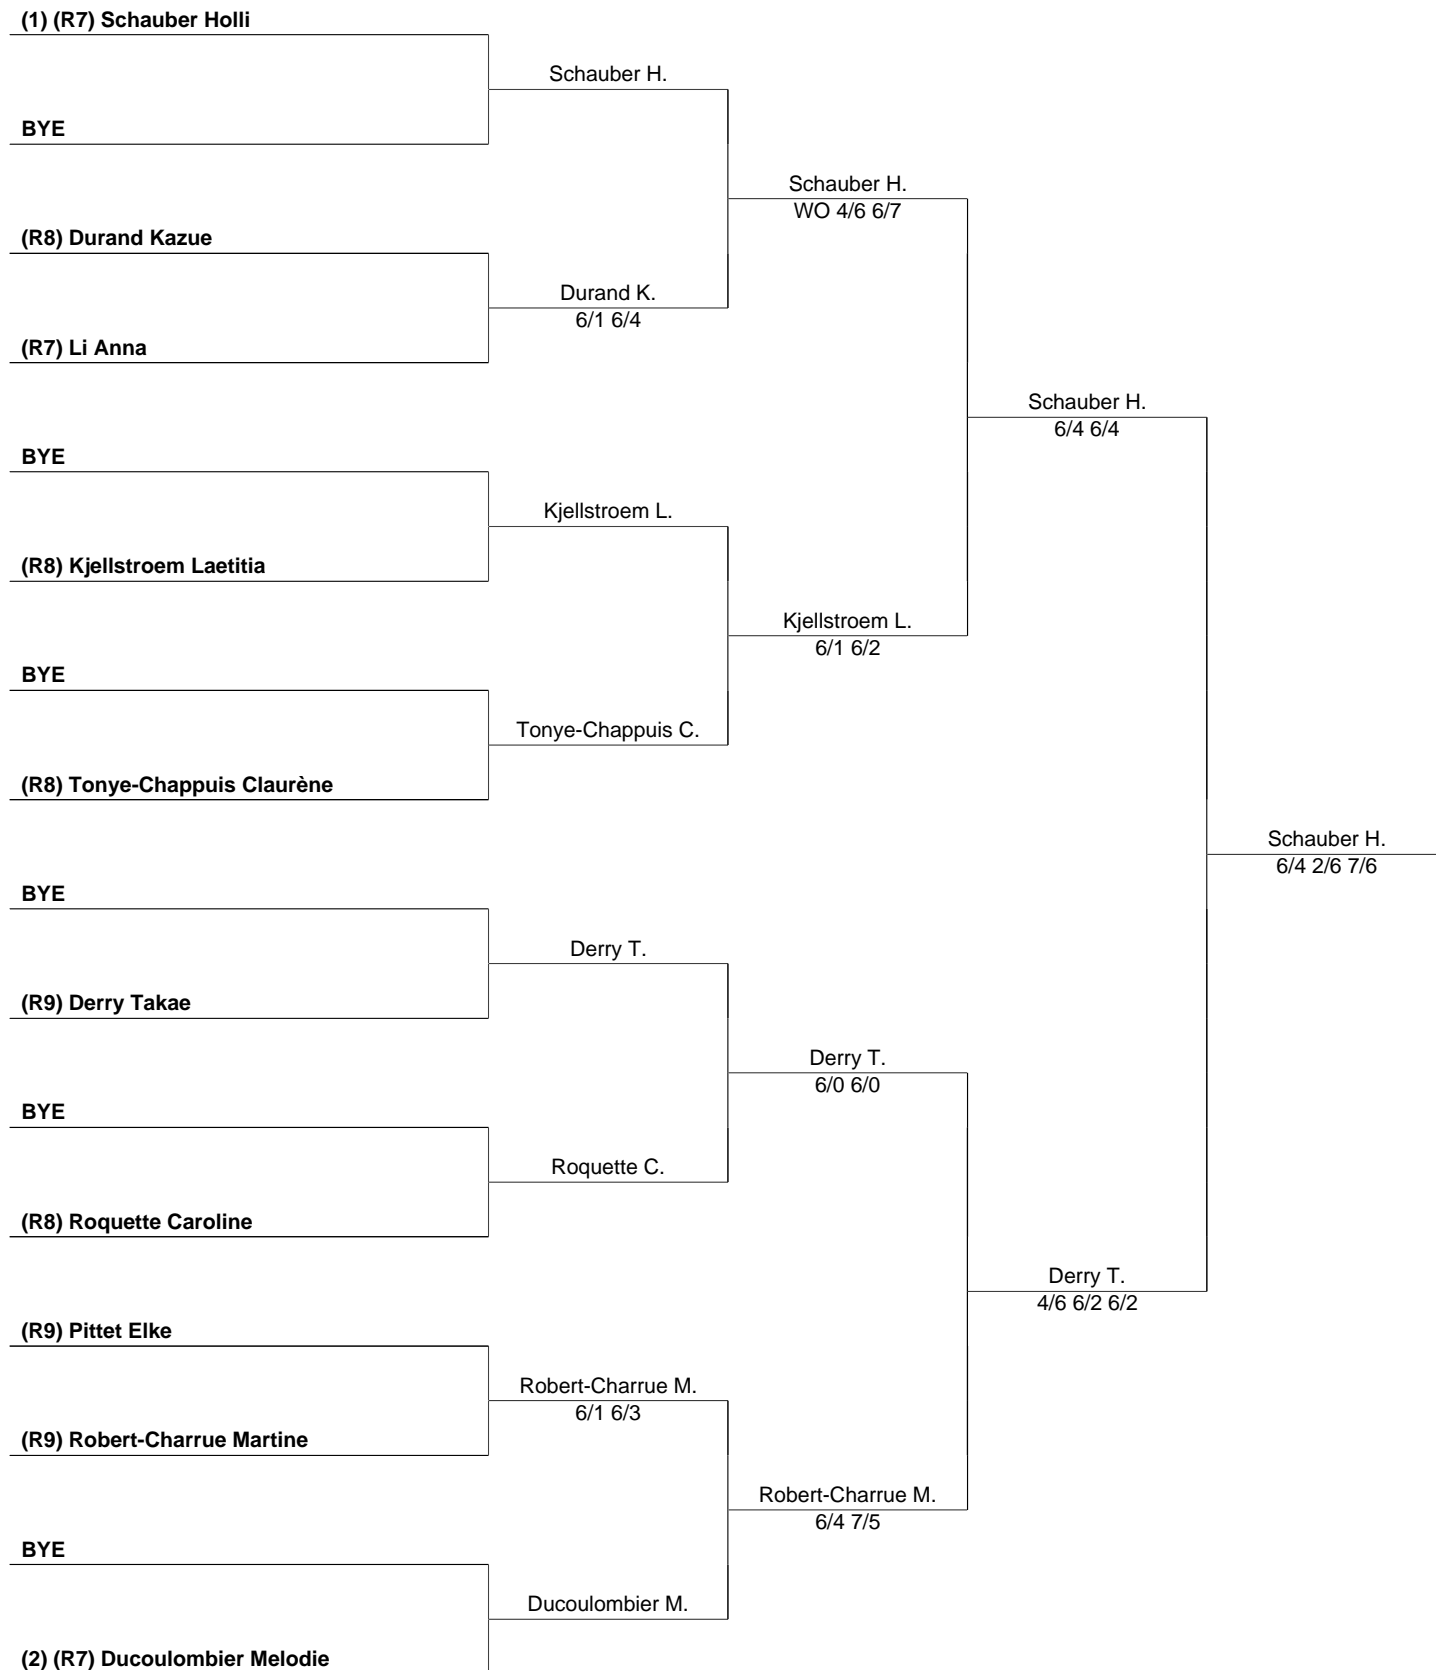 (1) (R7) Schauber Holli
Schauber H.
BYE
Schauber H.
WO 4/6 6/7
(R8) Durand Kazue
Durand K.
6/1 6/4
(R7) Li Anna
Schauber H.
6/4 6/4
BYE
Kjellstroem L.
(R8) Kjellstroem Laetitia
Kjellstroem L.
6/1 6/2
BYE
Tonye-Chappuis C.
(R8) Tonye-Chappuis Claurène
Schauber H.
6/4 2/6 7/6
BYE
Derry T.
(R9) Derry Takae
Derry T.
6/0 6/0
BYE
Roquette C.
(R8) Roquette Caroline
Derry T.
4/6 6/2 6/2
(R9) Pittet Elke
Robert-Charrue M.
6/1 6/3
(R9) Robert-Charrue Martine
Robert-Charrue M.
6/4 7/5
BYE
Ducoulombier M.
(2) (R7) Ducoulombier Melodie